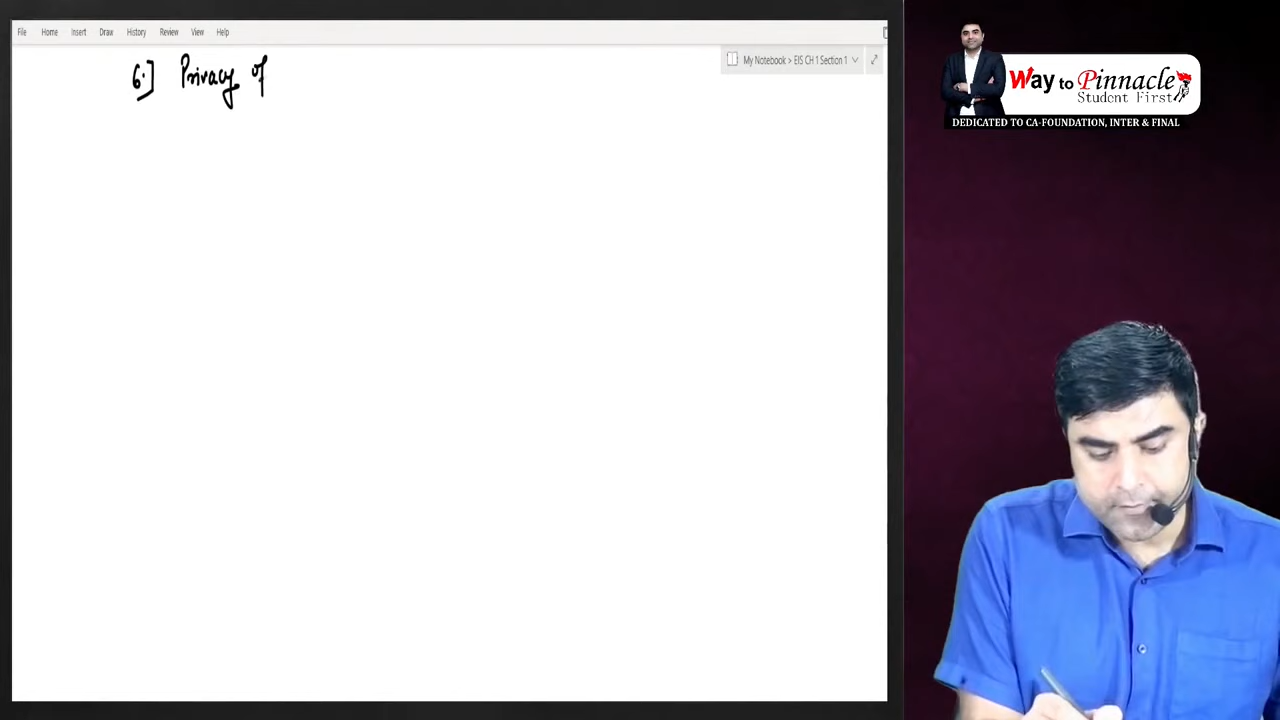 File Home Insert Draw History Review View Help
My Notebook > EIS CH 1 Section 1
6.] Privacy of
Way to Pinnacle
Student First
DEDICATED TO CA-FOUNDATION, INTER & FINAL